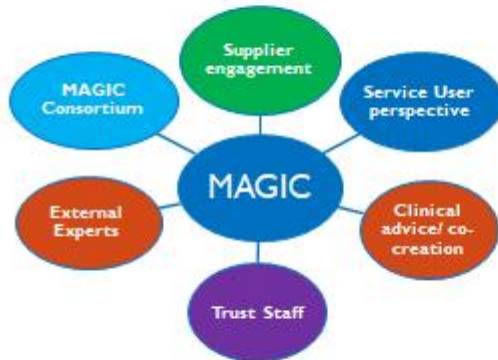 Supplier
engagement
MAGIC
Consortium
Service User
perspective
MAGIC
External
Experts
Clinical
advice/ co-
creation
Trust Staff